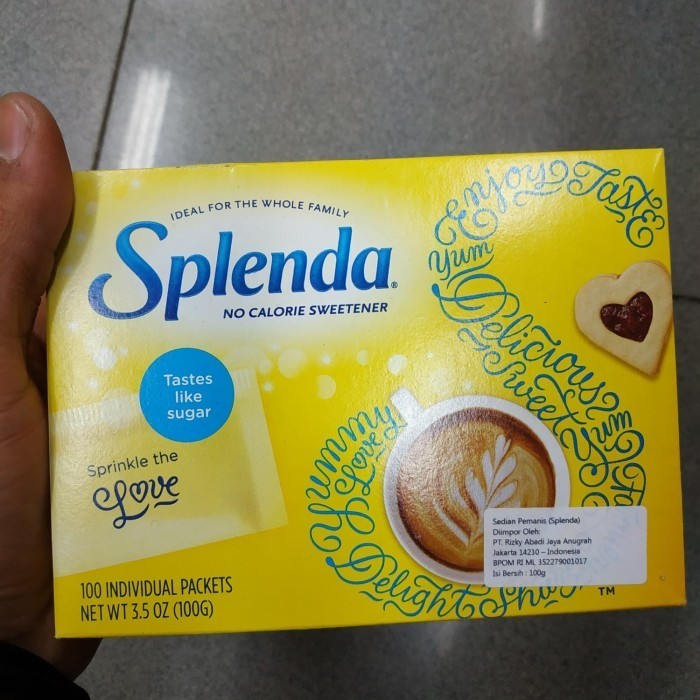 IDEAL FOR THE WHOLE FAMILY
Splenda®
NO CALORIE SWEETENER
Tastes
like
sugar
Sprinkle the
Love
100 INDIVIDUAL PACKETS
NET WT 3.5 OZ (100G)
Enjoy Taste
Yum
Delicious
Sweet
Yum
Yummy
Love
Delight
TM
Sedian Pemanis (Splenda)
Diimpor Oleh:
PT. Rizky Abadi Jaya Anugrah
Jakarta 14230 – Indonesia
BPOM RI ML 352279001017
Isi Bersih : 100g